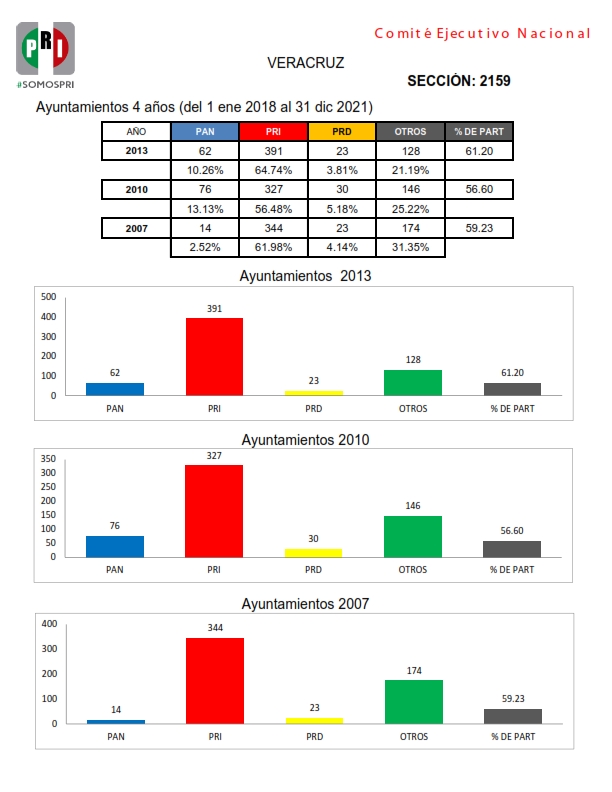 PRI
#SOMOSPRI
Comité Ejecutivo Nacional
VERACRUZ
SECCIÓN: 2159
Ayuntamientos 4 años (del 1 ene 2018 al 31 dic 2021)
AÑO PAN PRI PRD OTROS % DE PART
2013 62 391 23 128 61.20
10.26% 64.74% 3.81% 21.19%
2010 76 327 30 146 56.60
13.13% 56.48% 5.18% 25.22%
2007 14 344 23 174 59.23
2.52% 61.98% 4.14% 31.35%
Ayuntamientos 2013
500
400
300
200
100
0
62 391 23 128 61.20
PAN PRI PRD OTROS % DE PART
Ayuntamientos 2010
350
300
250
200
150
100
50
0
76 327 30 146 56.60
PAN PRI PRD OTROS % DE PART
Ayuntamientos 2007
400
300
200
100
0
14 344 23 174 59.23
PAN PRI PRD OTROS % DE PART